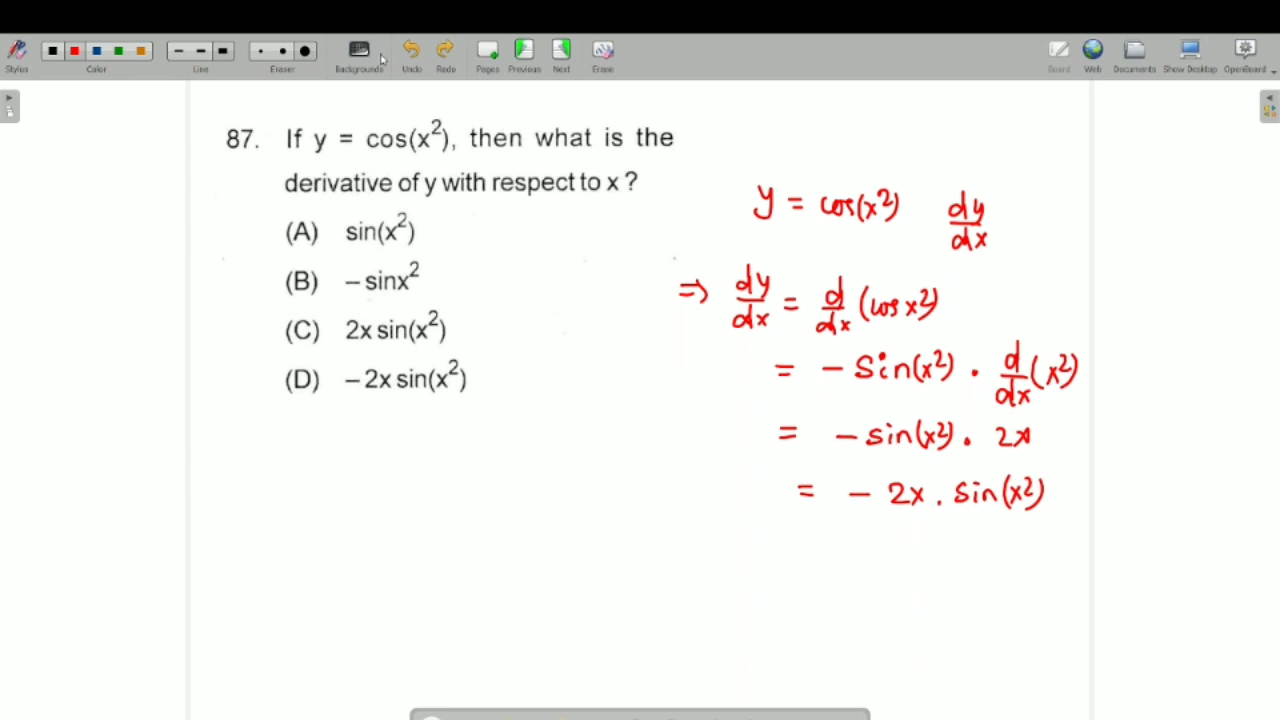 Stylus Color Line Eraser Backgrounds Undo Redo Pages Previous Next Erase Board Web Documents Show Desktop OpenBoard
87. If y = cos(x²), then what is the
derivative of y with respect to x ?
(A) sin(x²)
(B) – sinx²
(C) 2x sin(x²)
(D) – 2x sin(x²)
y = cos(x²) dy/dx
⇒ dy/dx = d/dx (cos x²)
= – Sin(x²) · d/dx (x²)
= – sin(x²) · 2x
= – 2x . sin(x²)